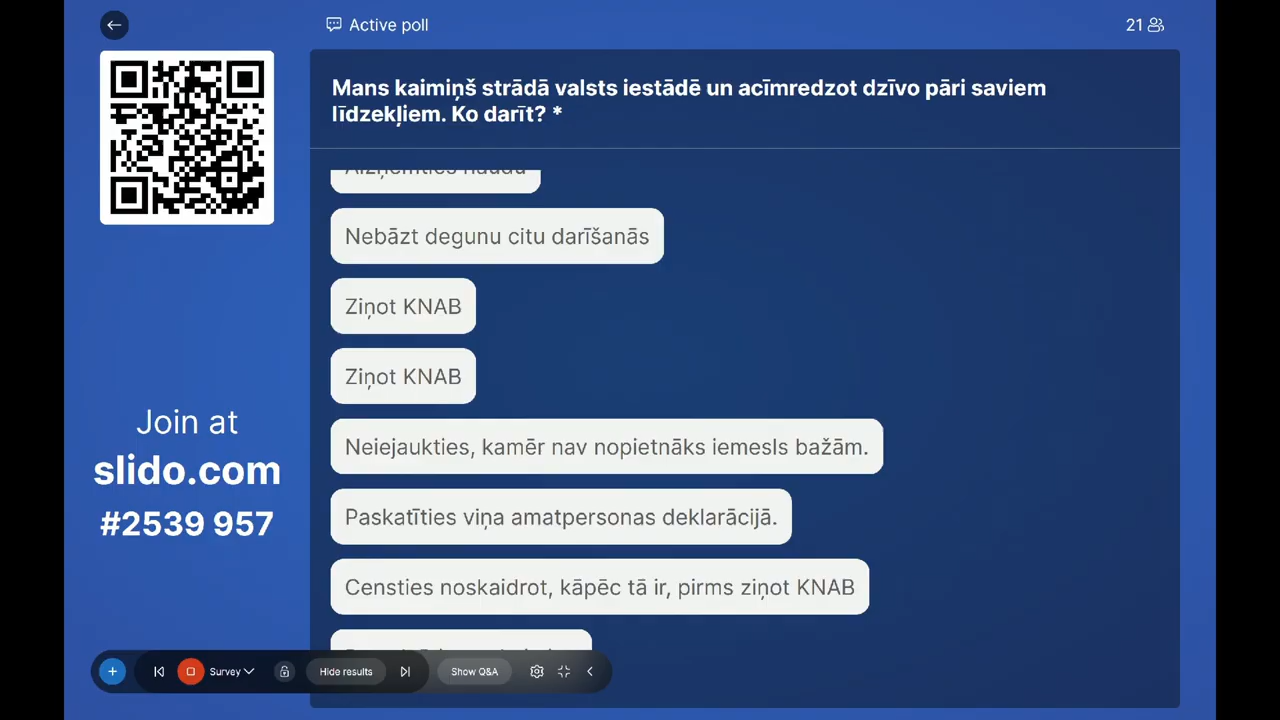 Active poll
21
Mans kaimiņš strādā valsts iestādē un acīmredzot dzīvo pāri saviem
līdzekļiem. Ko darīt? *
Aizņemties naudu
Nebāzt degunu citu darīšanās
Ziņot KNAB
Ziņot KNAB
Neiejaukties, kamēr nav nopietnāks iemesls bažām.
Paskatīties viņa amatpersonas deklarācijā.
Censties noskaidrot, kāpēc tā ir, pirms ziņot KNAB
Join at
slido.com
#2539 957
Survey
Hide results
Show Q&A